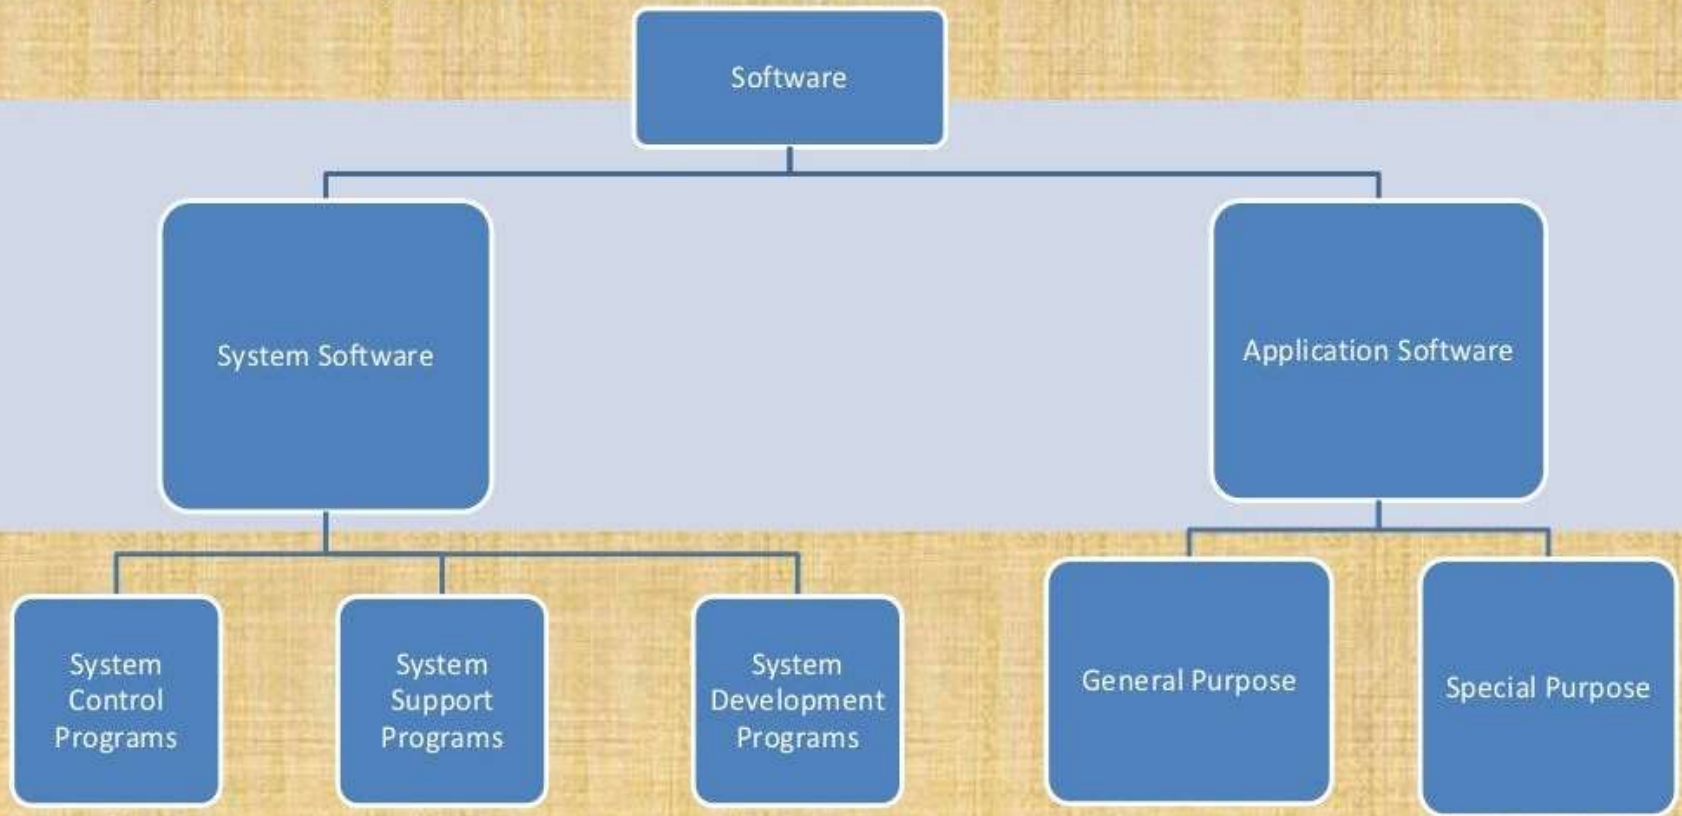 Software
System Software
Application Software
System
Control
Programs
System
Support
Programs
System
Development
Programs
General Purpose
Special Purpose